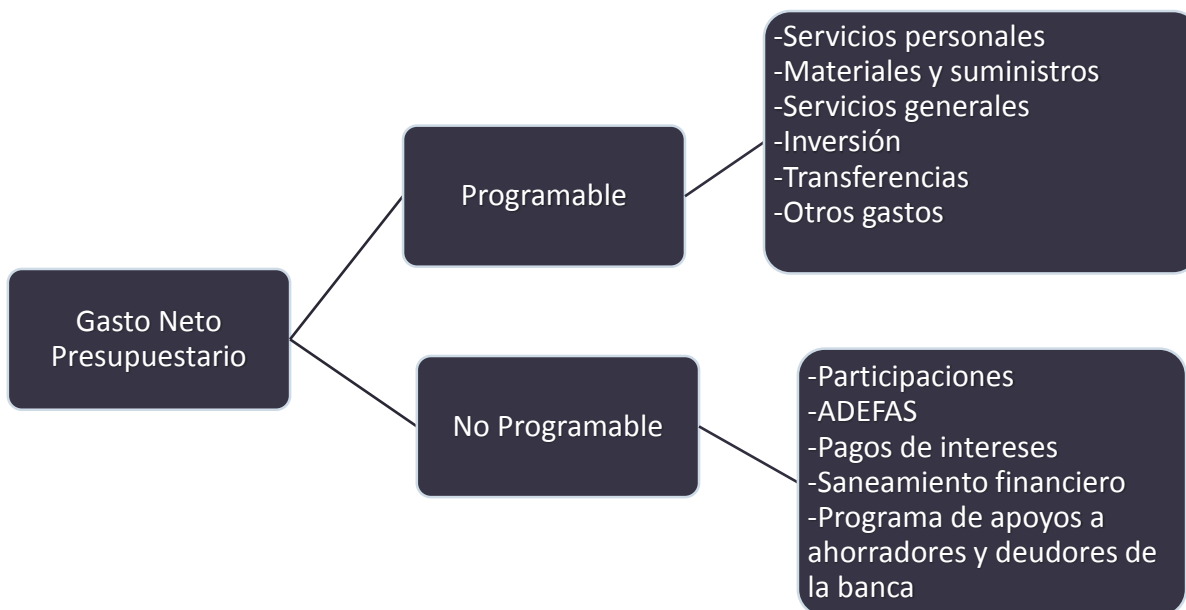 -Servicios personales
-Materiales y suministros
-Servicios generales
-Inversión
-Transferencias
-Otros gastos
Programable
Gasto Neto
Presupuestario
No Programable
-Participaciones
-ADEFAS
-Pagos de intereses
-Saneamiento financiero
-Programa de apoyos a
ahorradores y deudores de
la banca